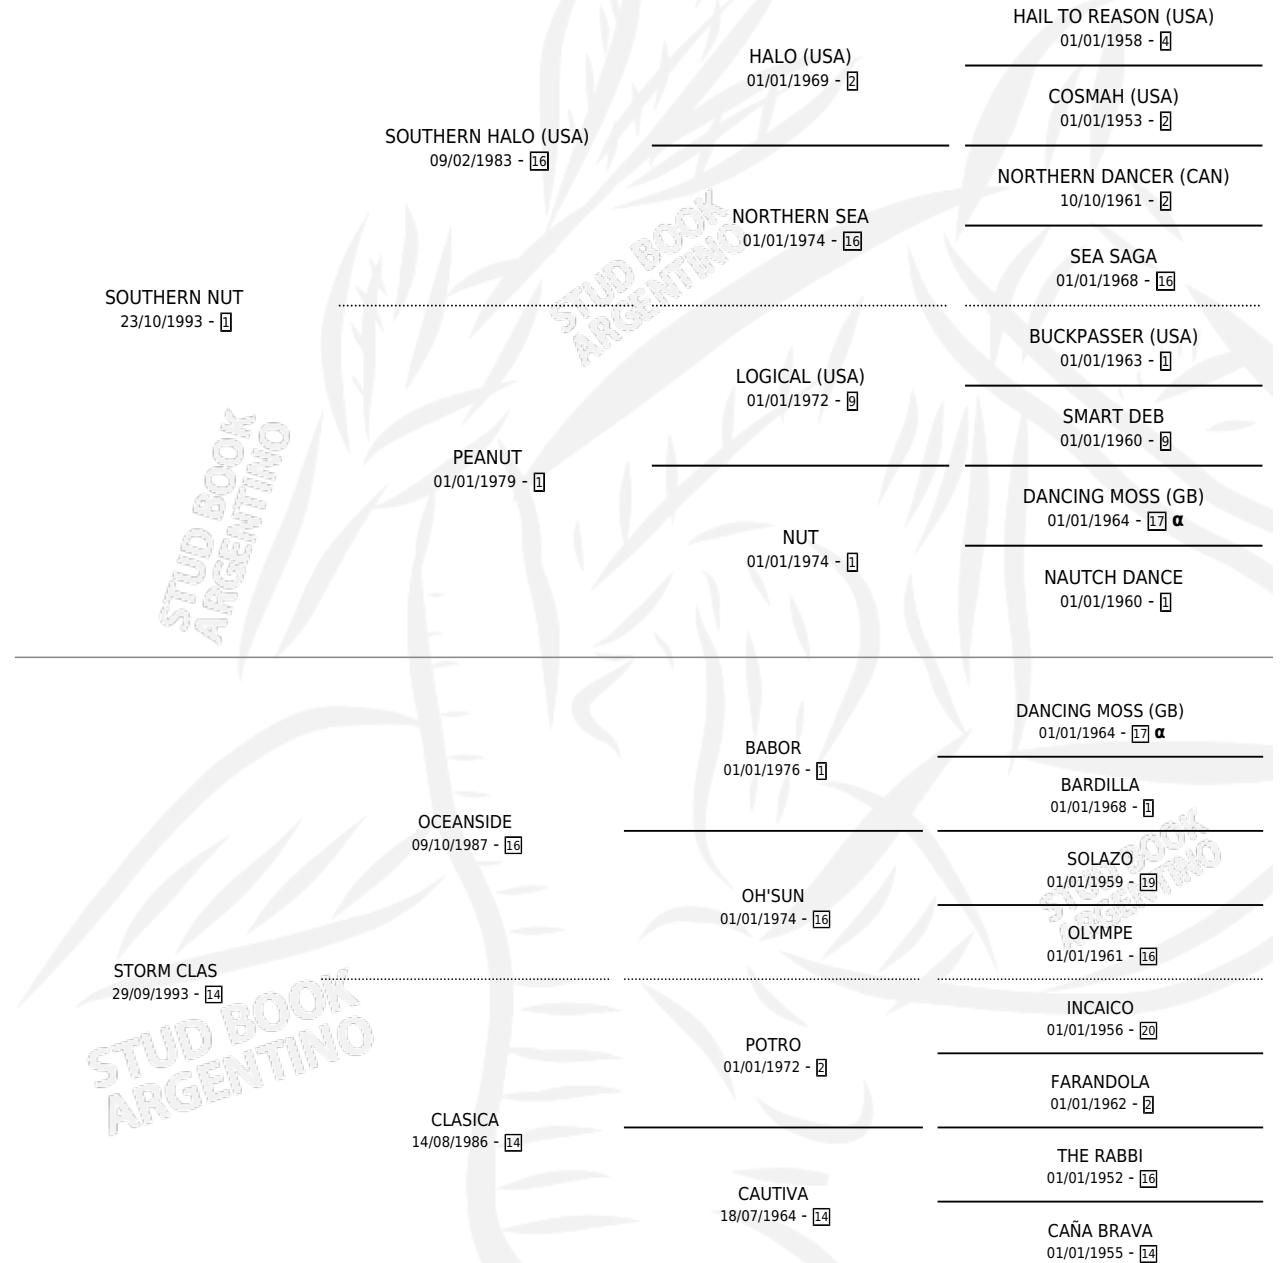 HAIL TO REASON (USA)
01/01/1958 - 4
HALO (USA)
01/01/1969 - 2
COSMAH (USA)
01/01/1953 - 2
SOUTHERN HALO (USA)
09/02/1983 - 16
NORTHERN DANCER (CAN)
10/10/1961 - 2
NORTHERN SEA
01/01/1974 - 16
SEA SAGA
01/01/1968 - 16
STUD BOOK
ARGENTINO
SOUTHERN NUT
23/10/1993 - 1
BUCKPASSER (USA)
01/01/1963 - 1
LOGICAL (USA)
01/01/1972 - 9
SMART DEB
01/01/1960 - 9
PEANUT
01/01/1979 - 1
DANCING MOSS (GB)
01/01/1964 - 17 α
NUT
01/01/1974 - 1
NAUTCH DANCE
01/01/1960 - 1
STUD BOOK
ARGENTINO
DANCING MOSS (GB)
01/01/1964 - 17 α
BABOR
01/01/1976 - 1
BARDILLA
01/01/1968 - 1
OCEANSIDE
09/10/1987 - 16
SOLAZO
01/01/1959 - 19
OH'SUN
01/01/1974 - 16
OLYMPE
01/01/1961 - 16
STUD BOOK
ARGENTINO
STORM CLAS
29/09/1993 - 14
INCAICO
01/01/1956 - 20
POTRO
01/01/1972 - 2
FARANDOLA
01/01/1962 - 2
STUD BOOK
ARGENTINO
CLASICA
14/08/1986 - 14
THE RABBI
01/01/1952 - 16
CAUTIVA
18/07/1964 - 14
CAÑA BRAVA
01/01/1955 - 14